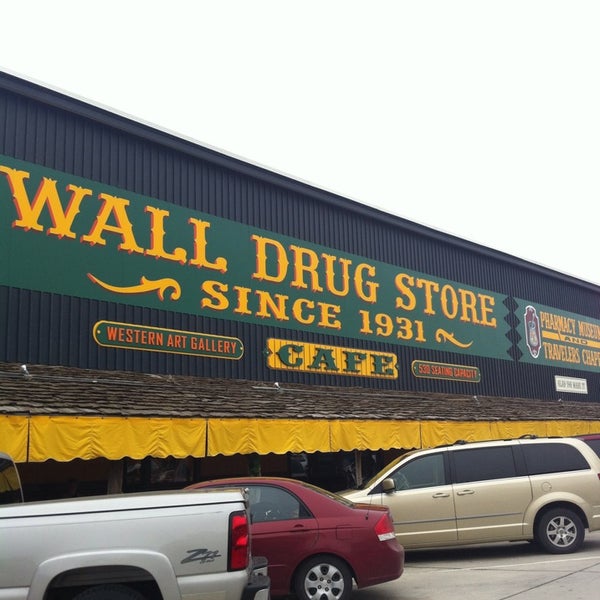 WALL DRUG STORE
SINCE 1931
WESTERN ART GALLERY
CAFE
530 SEATING CAPACITY
PHARMACY MUSEUM
AND
TRAVELERS CHAPEL
Z71